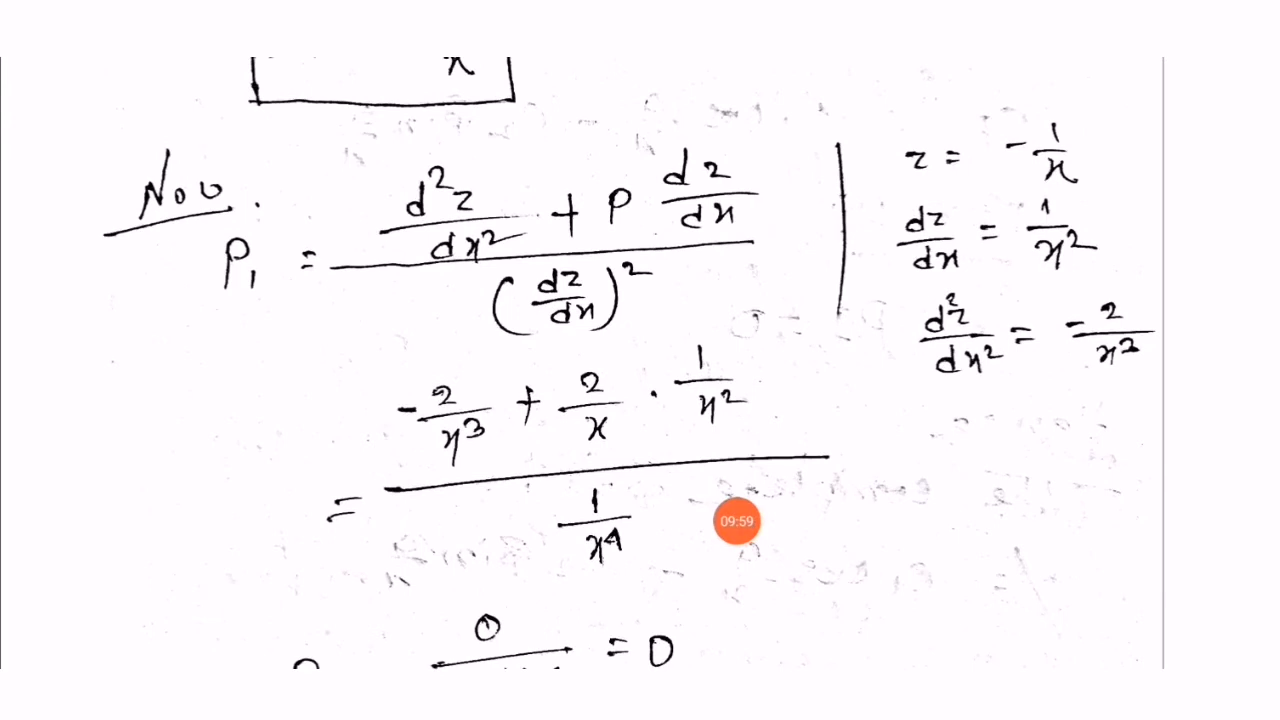 x
Now.
P₁ = (d²z/dx² + P dz/dx) / (dz/dx)²
z = -1/x
dz/dx = 1/x²
d²z/dx² = -2/x³
= (-2/x³ + 2/x · 1/x²) / (1/x⁴)
09:59
0 = 0